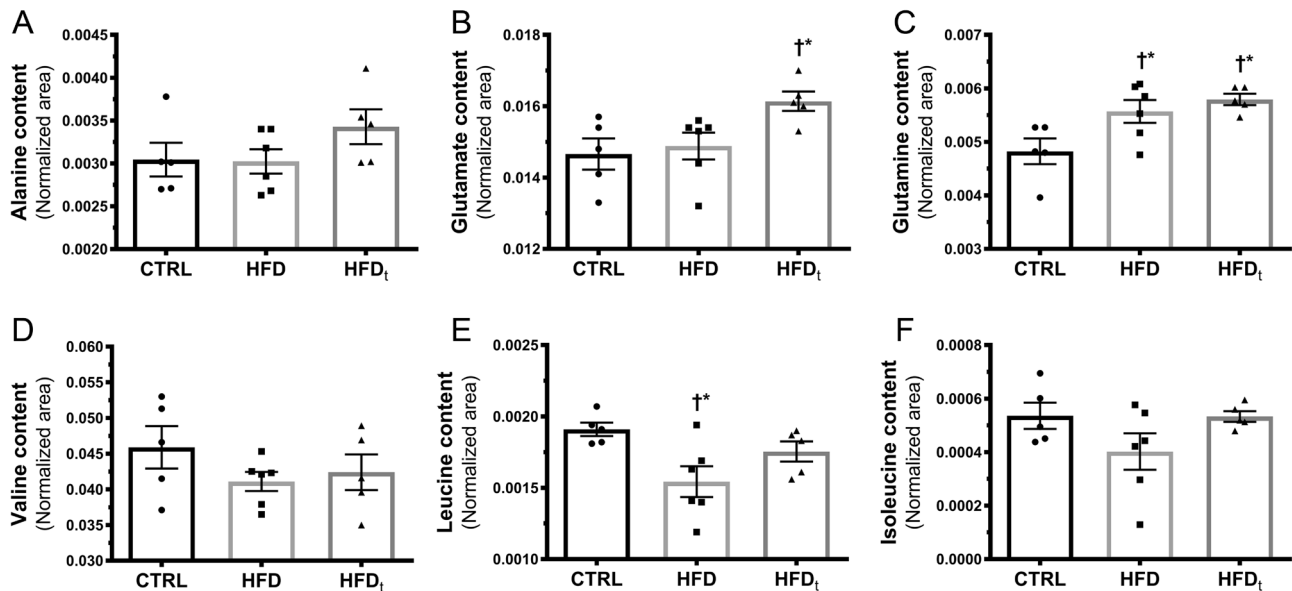 A
Alanine content
(Normalized area)
0.0045
0.0040
0.0035
0.0030
0.0025
0.0020
CTRL HFD HFDt
B
Glutamate content
(Normalized area)
0.018
0.016
0.014
0.012
†*
CTRL HFD HFDt
C
Glutamine content
(Normalized area)
0.007
0.006
0.005
0.004
0.003
†* †*
CTRL HFD HFDt
D
Valine content
(Normalized area)
0.060
0.055
0.050
0.045
0.040
0.035
0.030
CTRL HFD HFDt
E
Leucine content
(Normalized area)
0.0025
0.0020
0.0015
0.0010
†*
CTRL HFD HFDt
F
Isoleucine content
(Normalized area)
0.0008
0.0006
0.0004
0.0002
0.0000
CTRL HFD HFDt